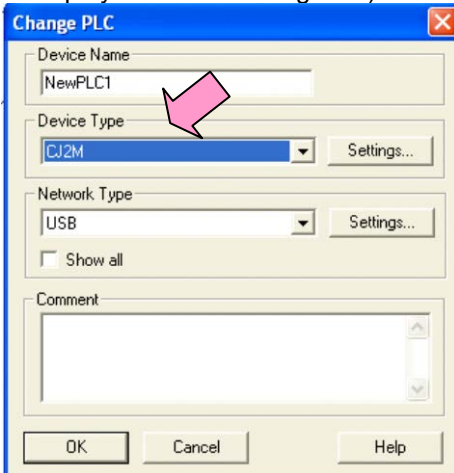 Change PLC
Device Name
NewPLC1
Device Type
CJ2M
Settings...
Network Type
USB
Settings...
Show all
Comment
OK
Cancel
Help